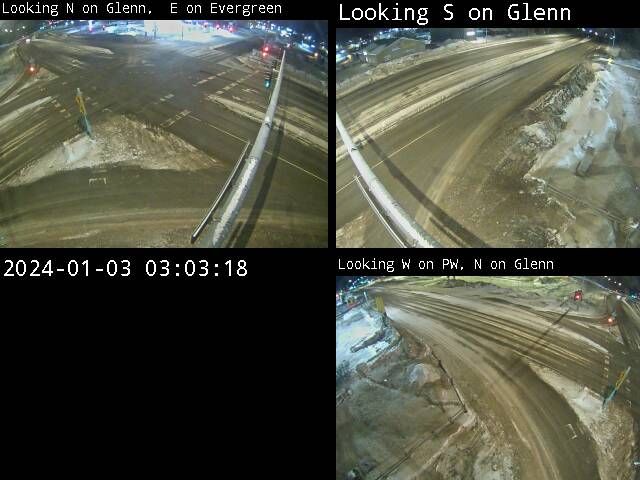 Looking N on Glenn,  E on Evergreen
Looking S on Glenn
2024-01-03 03:03:18
Looking W on PW, N on Glenn